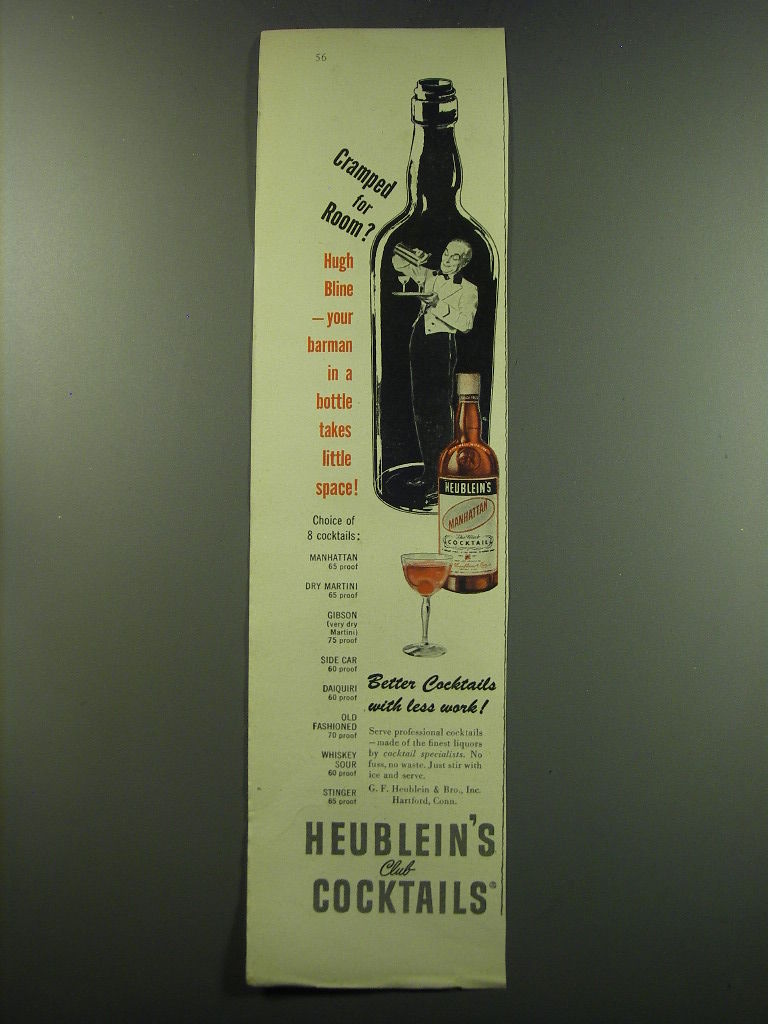 56
Cramped
for
Room?
Hugh
Bline
—your
barman
in a
bottle
takes
little
space!
Choice of
8 cocktails:
MANHATTAN
65 proof
DRY MARTINI
65 proof
GIBSON
(very dry
Martini)
75 proof
SIDE CAR
60 proof
DAIQUIRI
60 proof
OLD
FASHIONED
70 proof
WHISKEY
SOUR
60 proof
STINGER
65 proof
HEUBLEIN'S
MANHATTAN
COCKTAIL
Better Cocktails
with less work!
Serve professional cocktails
—made of the finest liquors
by cocktail specialists. No
fuss, no waste. Just stir with
ice and serve.
G. F. Heublein & Bro., Inc.
Hartford, Conn.
HEUBLEIN'S
Club
COCKTAILS®